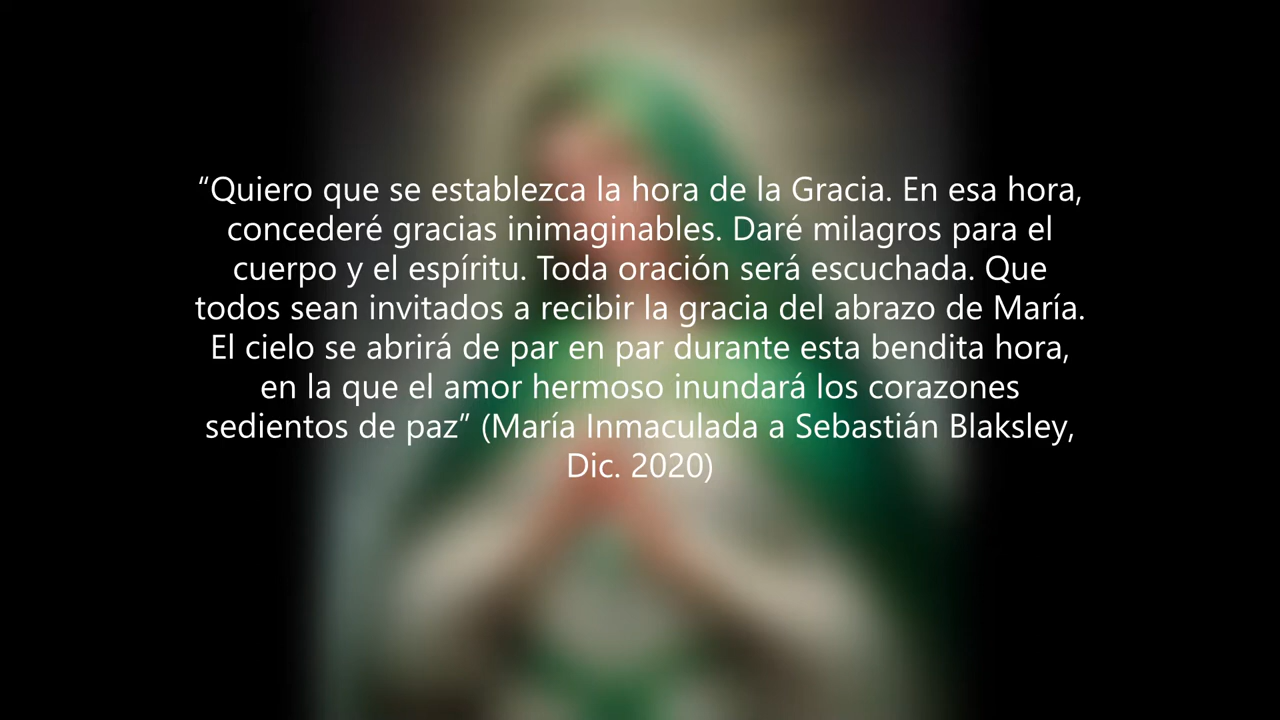 “Quiero que se establezca la hora de la Gracia. En esa hora,
concederé gracias inimaginables. Daré milagros para el
cuerpo y el espíritu. Toda oración será escuchada. Que
todos sean invitados a recibir la gracia del abrazo de María.
El cielo se abrirá de par en par durante esta bendita hora,
en la que el amor hermoso inundará los corazones
sedientos de paz” (María Inmaculada a Sebastián Blaksley,
Dic. 2020)